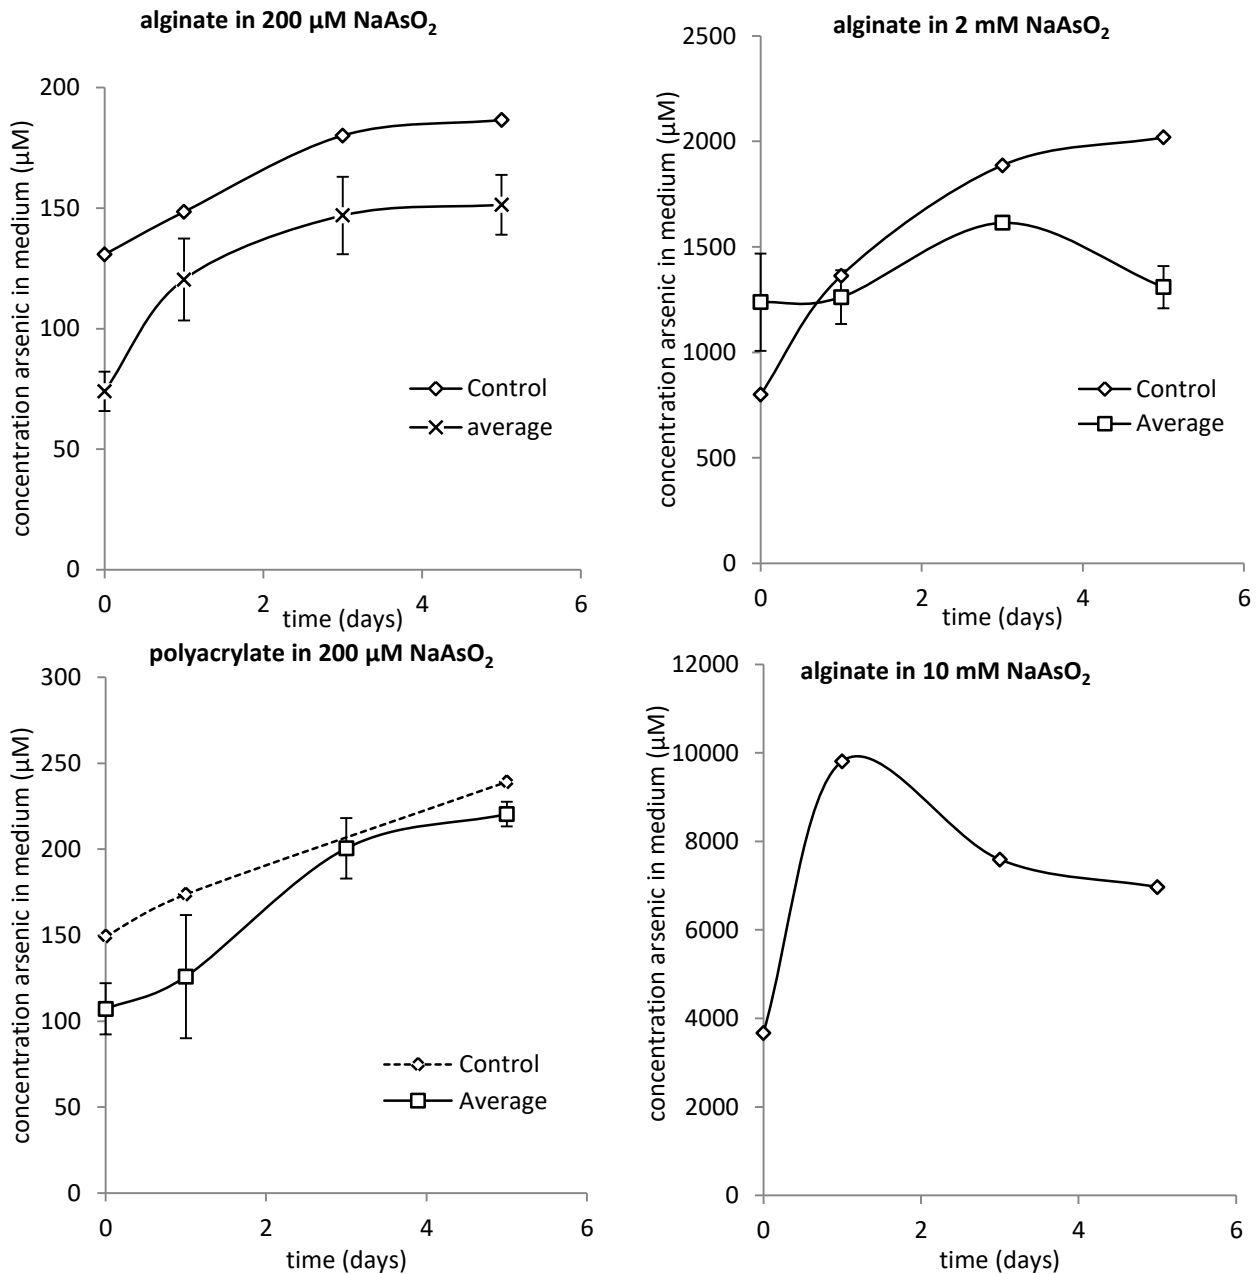 alginate in 200 µM NaAsO₂
concentration arsenic in medium (µM)
200
150
100
50
0
0 2 4 6
time (days)
Control
average
alginate in 2 mM NaAsO₂
concentration arsenic in medium (µM)
2500
2000
1500
1000
500
0
0 2 4 6
time (days)
Control
Average
polyacrylate in 200 µM NaAsO₂
concentration arsenic in medium (µM)
300
250
200
150
100
50
0
0 2 4 6
time (days)
Control
Average
alginate in 10 mM NaAsO₂
concentration arsenic in medium (µM)
12000
10000
8000
6000
4000
2000
0
0 2 4 6
time (days)